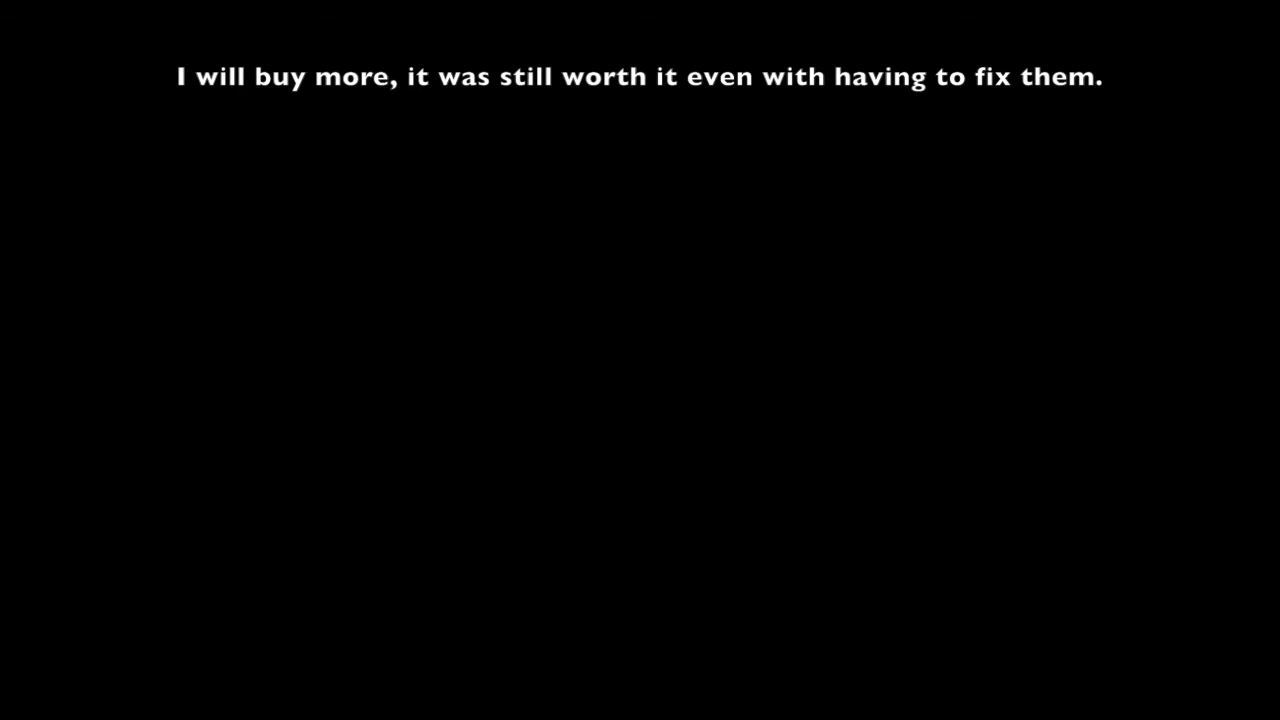 I will buy more, it was still worth it even with having to fix them.